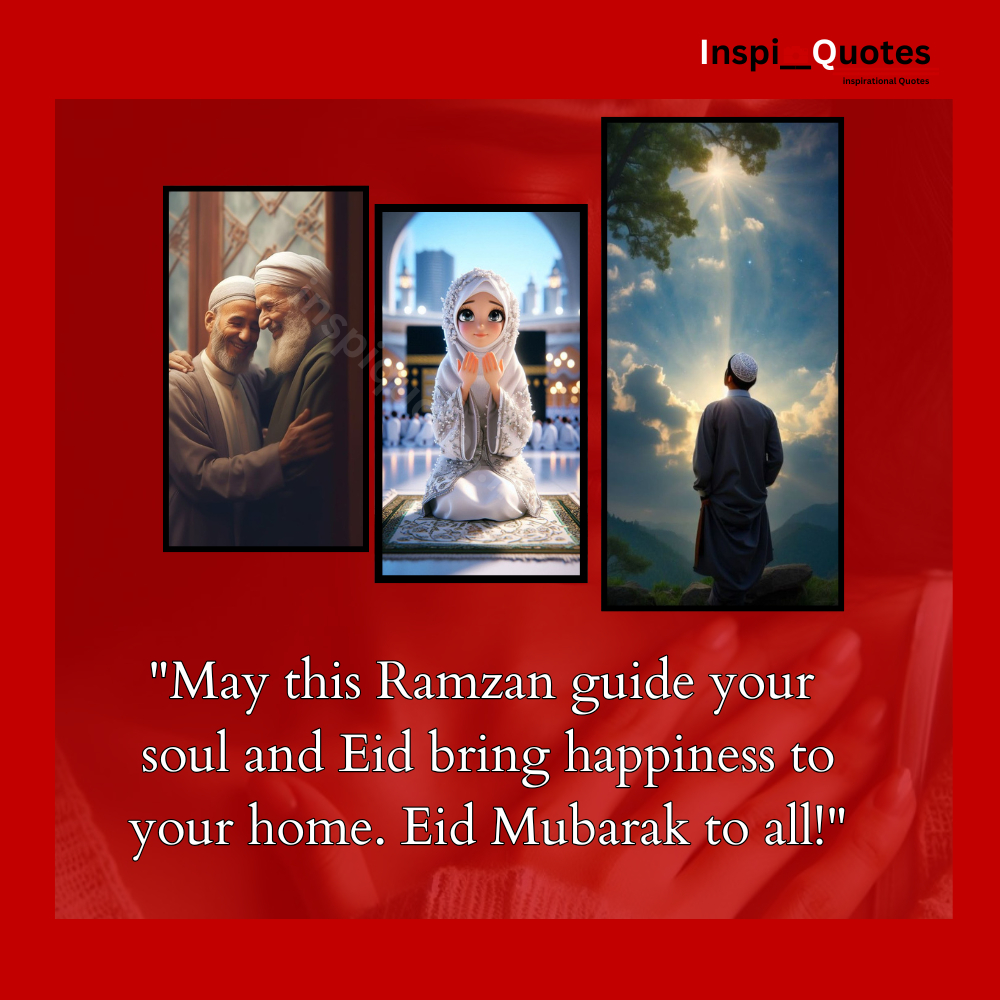 Inspi__Quotes
Inspirational Quotes
"May this Ramzan guide your
soul and Eid bring happiness to
your home. Eid Mubarak to all!"